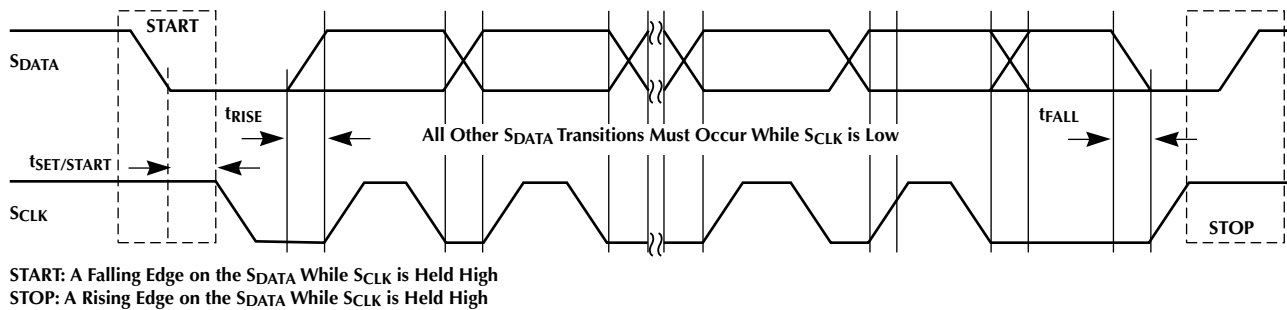 START
SDATA
tRISE
All Other SDATA Transitions Must Occur While SCLK is Low
tFALL
tSET/START
SCLK
STOP
START: A Falling Edge on the SDATA While SCLK is Held High
STOP: A Rising Edge on the SDATA While SCLK is Held High